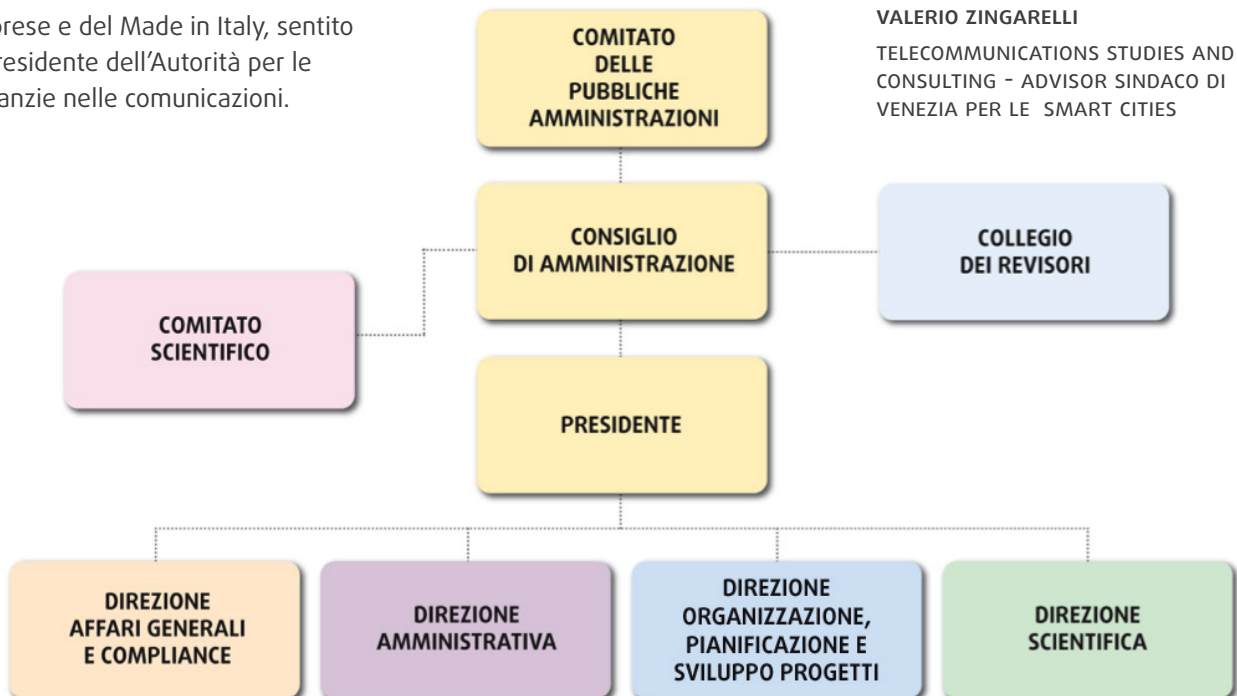 residente dell’Autorità per le
nelle comunicazioni.
e del Made in Italy, sentito
VALERIO ZINGARELLI
TELECOMMUNICATIONS STUDIES AND
CONSULTING - ADVISOR SINDACO DI
VENEZIA PER LE SMART CITIES
COMITATO
DELLE
PUBBLICHE
AMMINISTRAZIONI
CONSIGLIO
DI AMMINISTRAZIONE
COLLEGIO
DEI REVISORI
COMITATO
SCIENTIFICO
PRESIDENTE
DIREZIONE
AFFARI GENERALI
E COMPLIANCE
DIREZIONE
AMMINISTRATIVA
DIREZIONE
ORGANIZZAZIONE,
PIANIFICAZIONE E
SVILUPPO PROGETTI
DIREZIONE
SCIENTIFICA